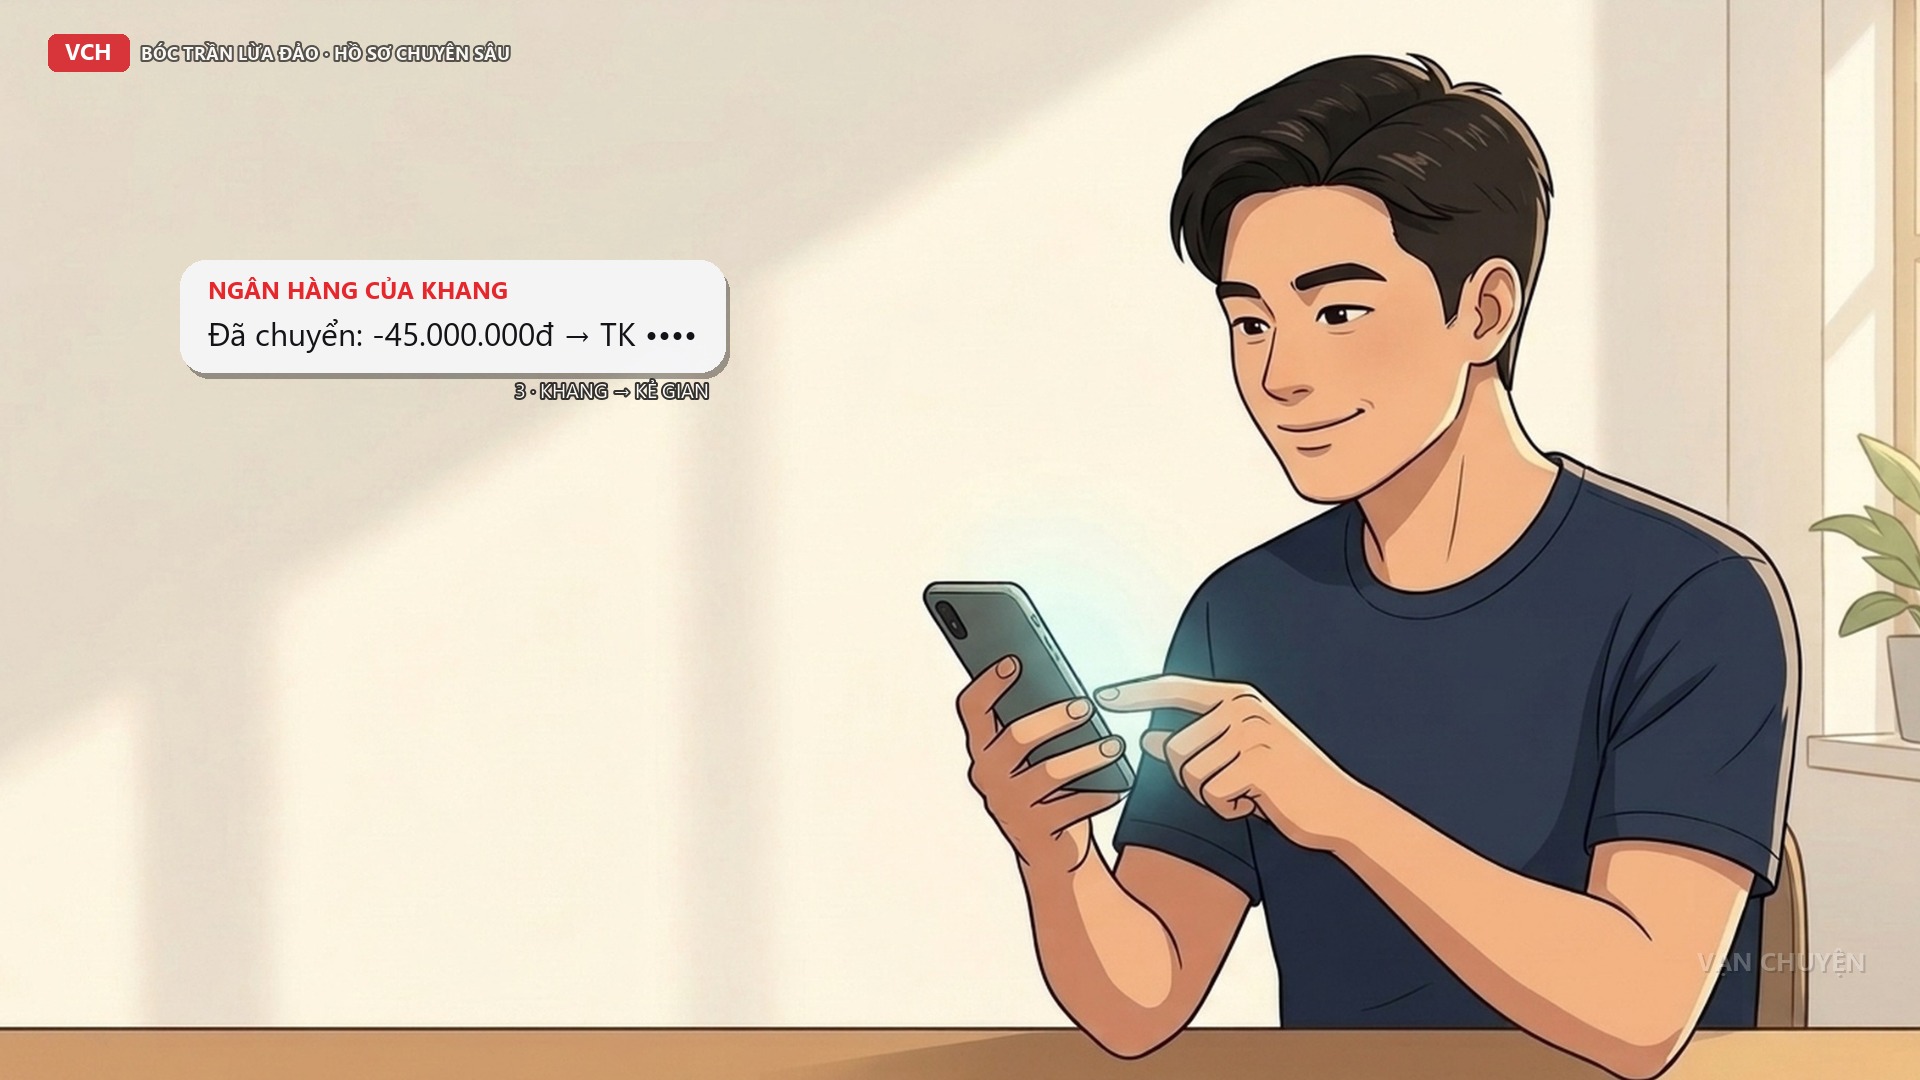 VCH BÓC TRẦN LỪA ĐẢO · HỒ SƠ CHUYÊN SÂU
NGÂN HÀNG CỦA KHANG
Đã chuyển: -45.000.000đ → TK ••••
3 · KHANG → KẺ GIAN
VẠN CHUYỆN